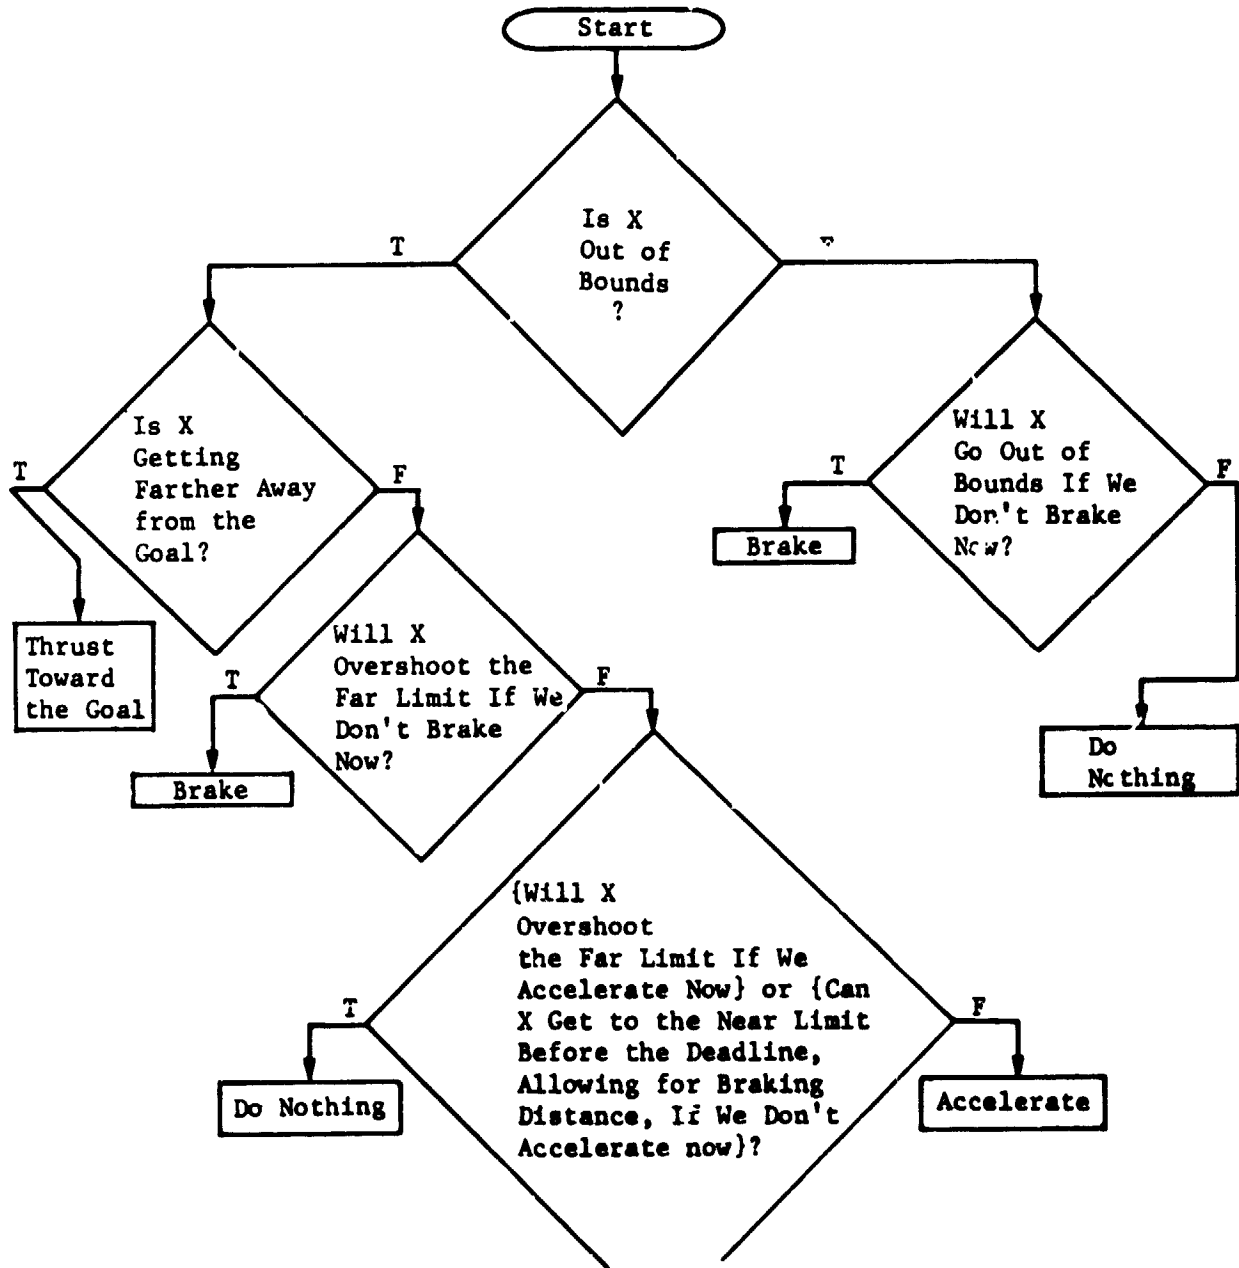 Start
Is X
Out of
Bounds
?
T
Is X
Getting
Farther Away
from the
Goal?
T
F
Thrust
Toward
the Goal
Will X
Go Out of
Bounds If We
Don't Brake
Now?
T
F
Brake
Do
Nothing
Will X
Overshoot the
Far Limit If We
Don't Brake
Now?
T
F
Brake
{Will X
Overshoot
the Far Limit If We
Accelerate Now} or {Can
X Get to the Near Limit
Before the Deadline,
Allowing for Braking
Distance, If We Don't
Accelerate now}?
T
F
Do Nothing
Accelerate